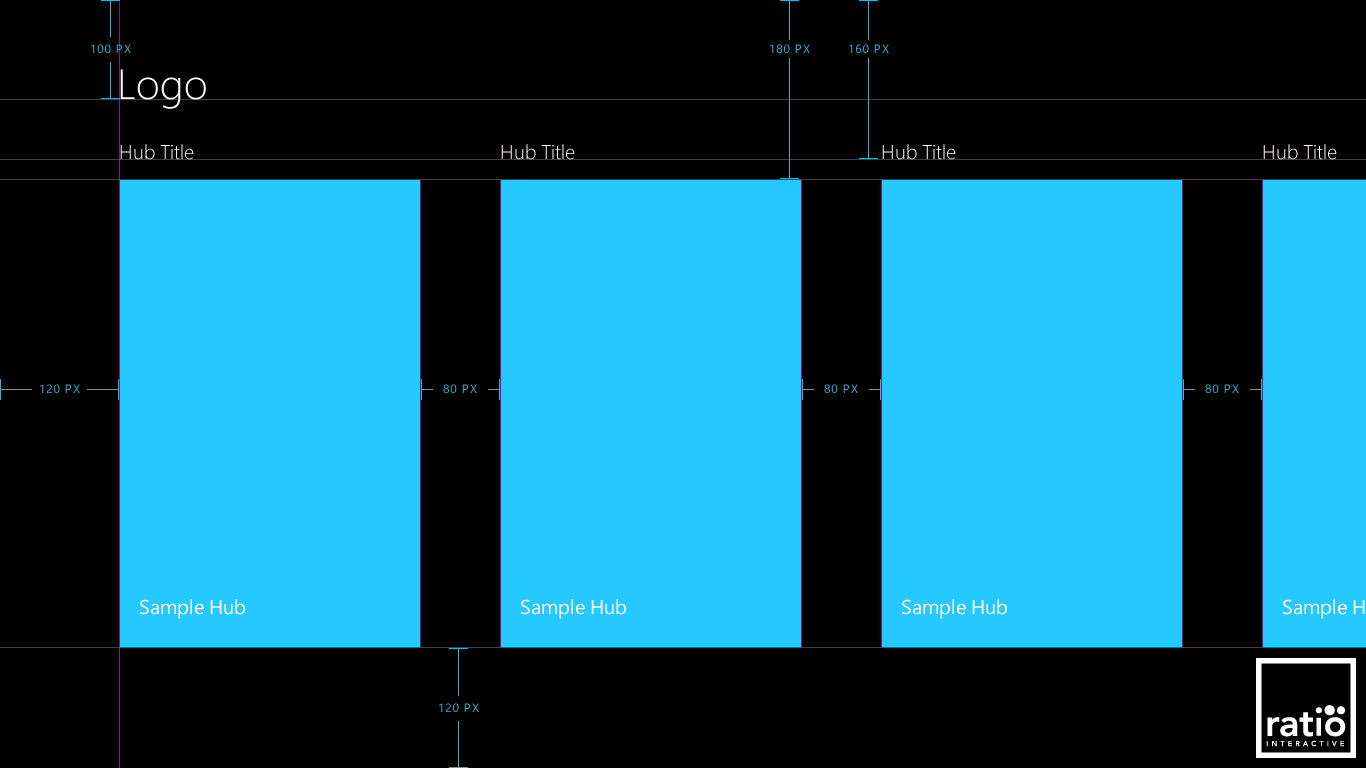 100 PX
180 PX
160 PX
Logo
Hub Title
Hub Title
Hub Title
Hub Title
120 PX
80 PX
80 PX
80 PX
Sample Hub
Sample Hub
Sample Hub
Sample H
120 PX
ratio
INTERACTIVE